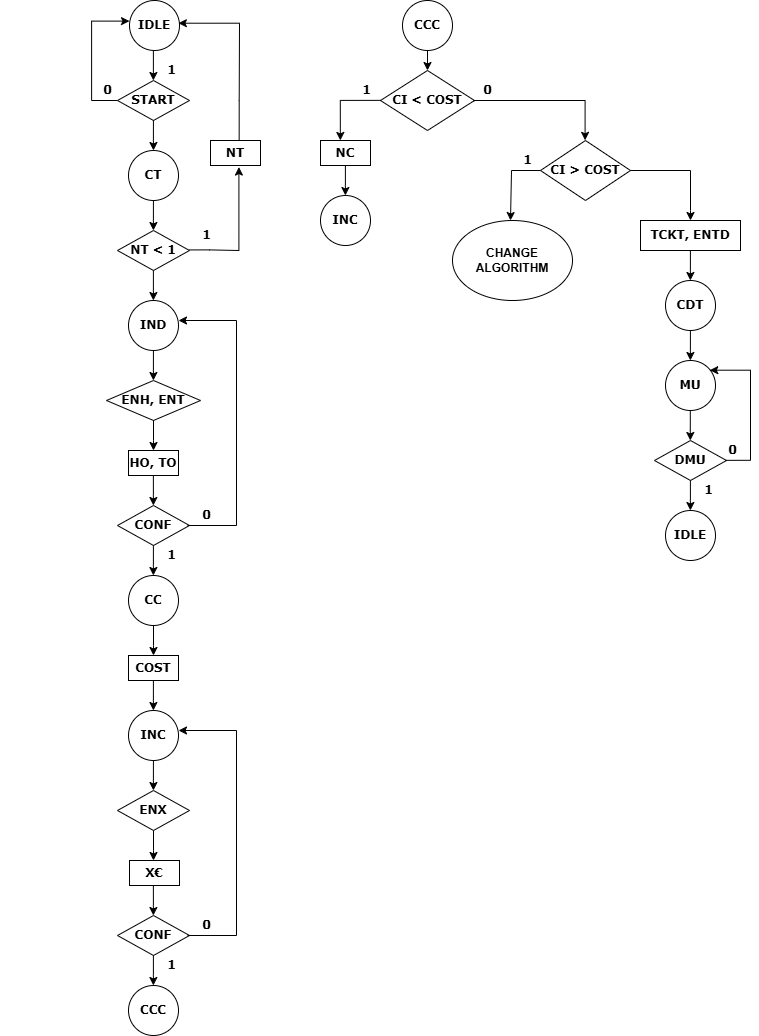 IDLE
1
0
START
CT
NT
NT < 1
1
IND
ENH, ENT
HO, TO
CONF
0
1
CC
COST
INC
ENX
X€
CONF
0
1
CCC
CCC
1
CI < COST
0
NC
INC
1
CI > COST
CHANGE
ALGORITHM
TCKT, ENTD
CDT
MU
DMU
0
1
IDLE